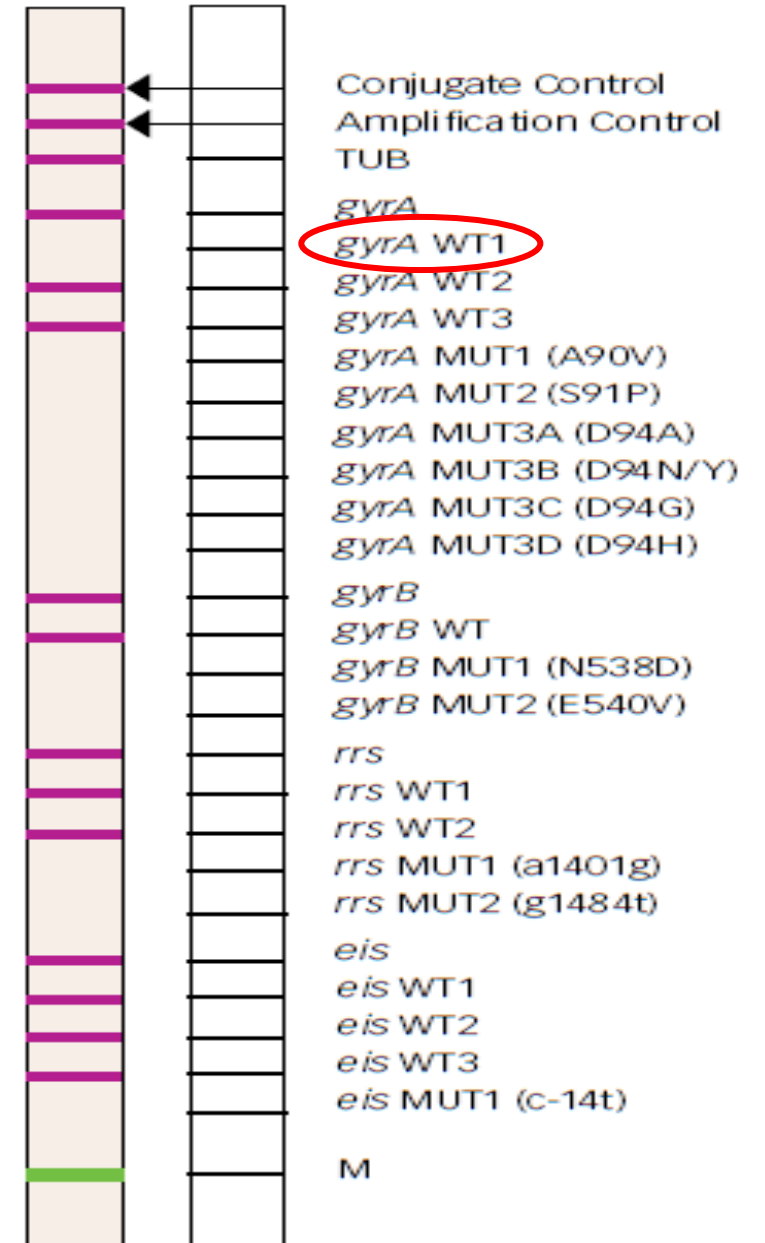 Conjugate Control
Amplification Control
TUB
gyrA
gyrA WT1
gyrA WT2
gyrA WT3
gyrA MUT1 (A90V)
gyrA MUT2 (S91P)
gyrA MUT3A (D94A)
gyrA MUT3B (D94N/Y)
gyrA MUT3C (D94G)
gyrA MUT3D (D94H)
gyrB
gyrB WT
gyrB MUT1 (N538D)
gyrB MUT2 (E540V)
rrs
rrs WT1
rrs WT2
rrs MUT1 (a1401g)
rrs MUT2 (g1484t)
eis
eis WT1
eis WT2
eis WT3
eis MUT1 (c-14t)
M